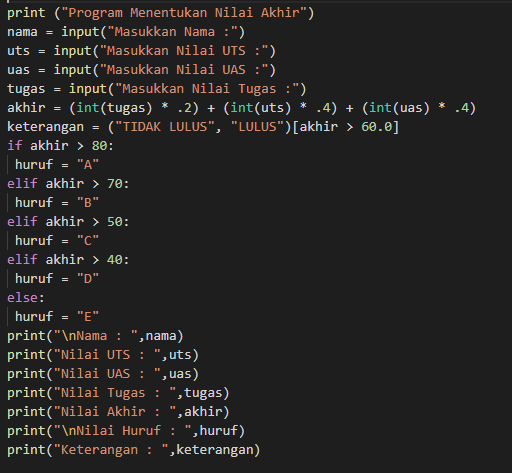 print ("Program Menentukan Nilai Akhir")
nama = input("Masukkan Nama :")
uts = input("Masukkan Nilai UTS :")
uas = input("Masukkan Nilai UAS :")
tugas = input("Masukkan Nilai Tugas :")
akhir = (int(tugas) * .2) + (int(uts) * .4) + (int(uas) * .4)
keterangan = ("TIDAK LULUS", "LULUS")[akhir > 60.0]
if akhir > 80:
 huruf = "A"
elif akhir > 70:
 huruf = "B"
elif akhir > 50:
 huruf = "C"
elif akhir > 40:
 huruf = "D"
else:
 huruf = "E"
print("\nNama : ",nama)
print("Nilai UTS : ",uts)
print("Nilai UAS : ",uas)
print("Nilai Tugas : ",tugas)
print("Nilai Akhir : ",akhir)
print("\nNilai Huruf : ",huruf)
print("Keterangan : ",keterangan)